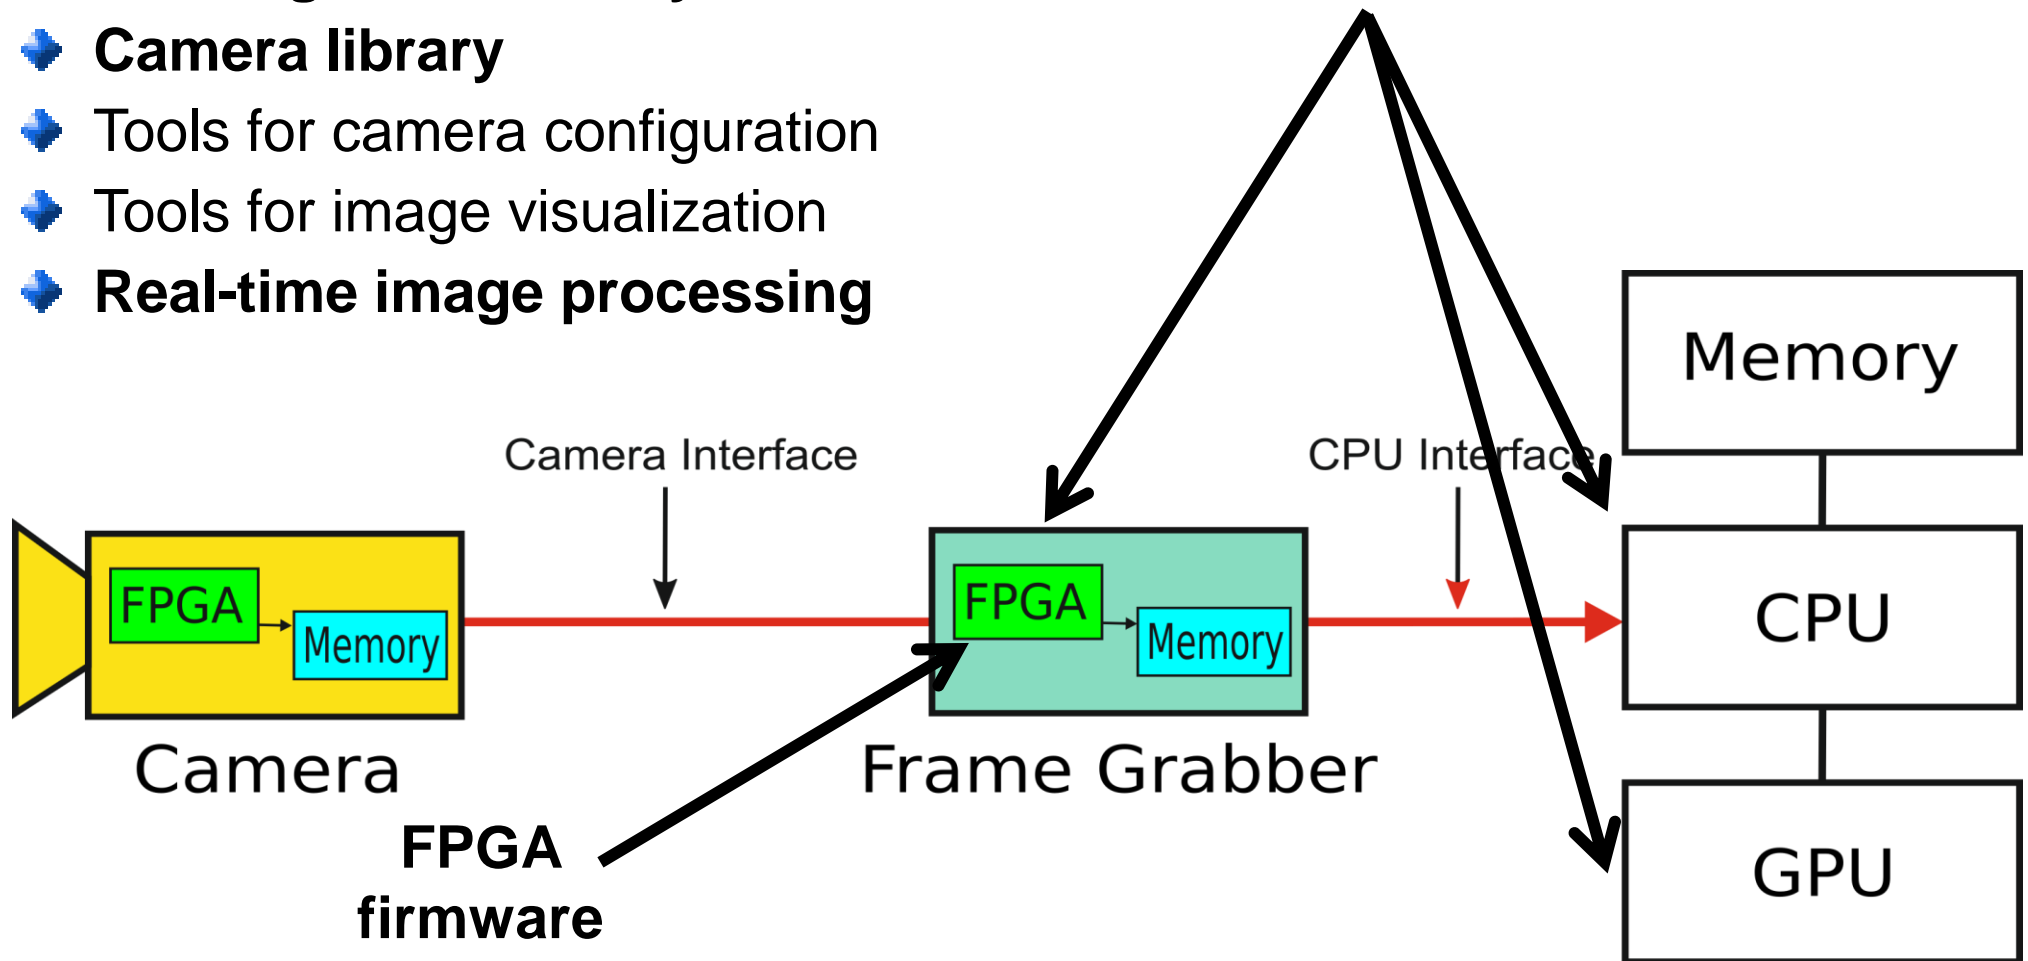 Camera library
Tools for camera configuration
Tools for image visualization
Real-time image processing
Memory
Camera Interface
CPU Interface
FPGA
Memory
FPGA
Memory
CPU
Camera
Frame Grabber
FPGA
firmware
GPU